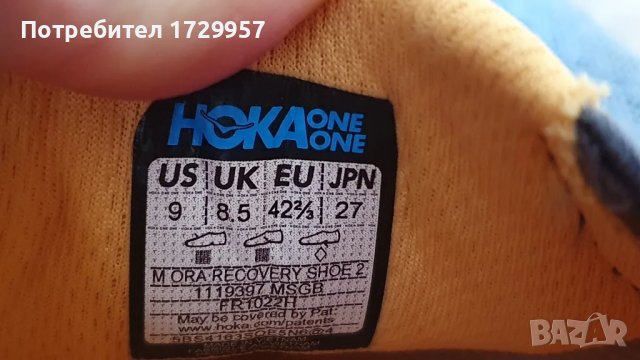 Потребител 1729957
HOKA ONE ONE
US UK EU JPN
9 8.5 42⅔ 27
M ORA RECOVERY SHOE 2
1119397 MSGB
FR1022H
May be covered by Pat.
www.hoka.com/patents
BAZAR